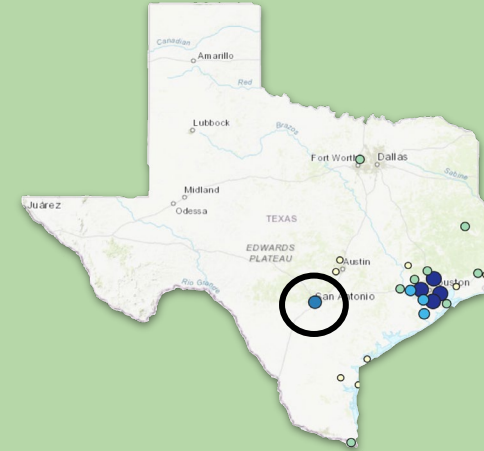 Canadian
Amarillo
Red
Lubbock
Brazos
Fort Worth
Dallas
Sabine
Midland
Odessa
Juárez
TEXAS
EDWARDS
PLATEAU
Austin
Rio Grande
San Antonio
ouston